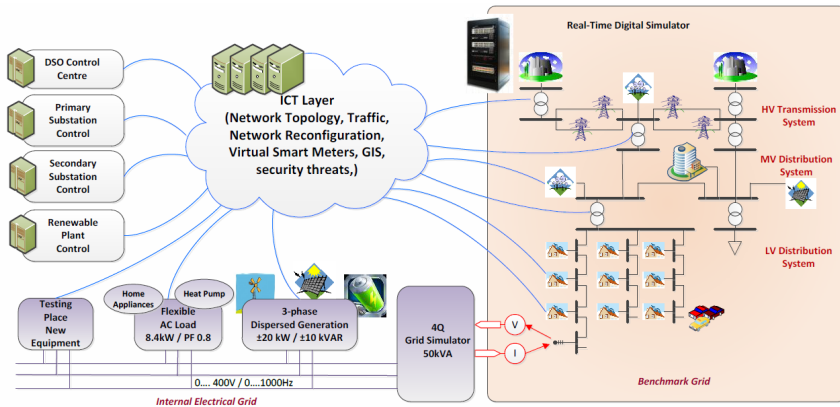 Real-Time Digital Simulator
DSO Control
Centre
Primary
Substation
Control
Secondary
Substation
Control
Renewable
Plant
Control
ICT Layer
(Network Topology, Traffic,
Network Reconfiguration,
Virtual Smart Meters, GIS,
security threats,)
HV Transmission
System
MV Distribution
System
LV Distribution
System
Home
Appliances
Heat Pump
Testing
Place
New
Equipment
Flexible
AC Load
8.4kW / PF 0.8
3-phase
Dispersed Generation
±20 kW / ±10 kVAR
4Q
Grid Simulator
50kVA
V
I
0.... 400V / 0....1000Hz
Internal Electrical Grid
Benchmark Grid